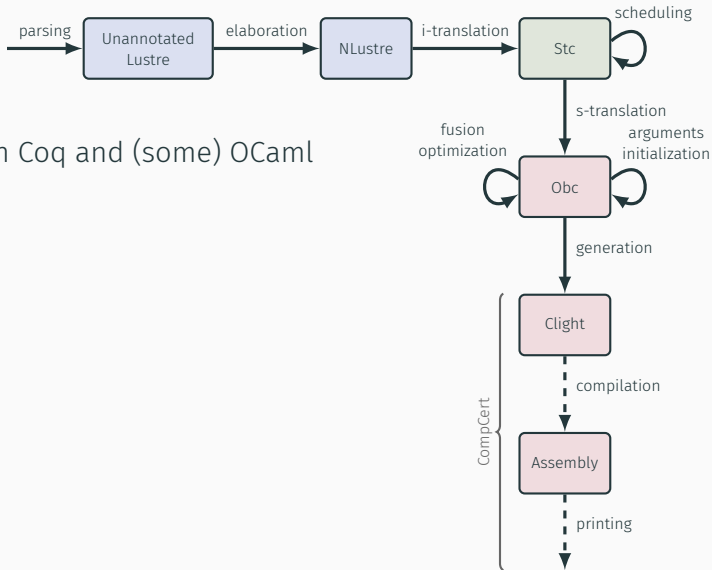 scheduling
parsing
Unannotated
Lustre
elaboration
NLustre
i-translation
Stc
s-translation
fusion
optimization
arguments
initialization
n Coq and (some) OCaml
Obc
generation
Clight
compilation
CompCert
Assembly
printing